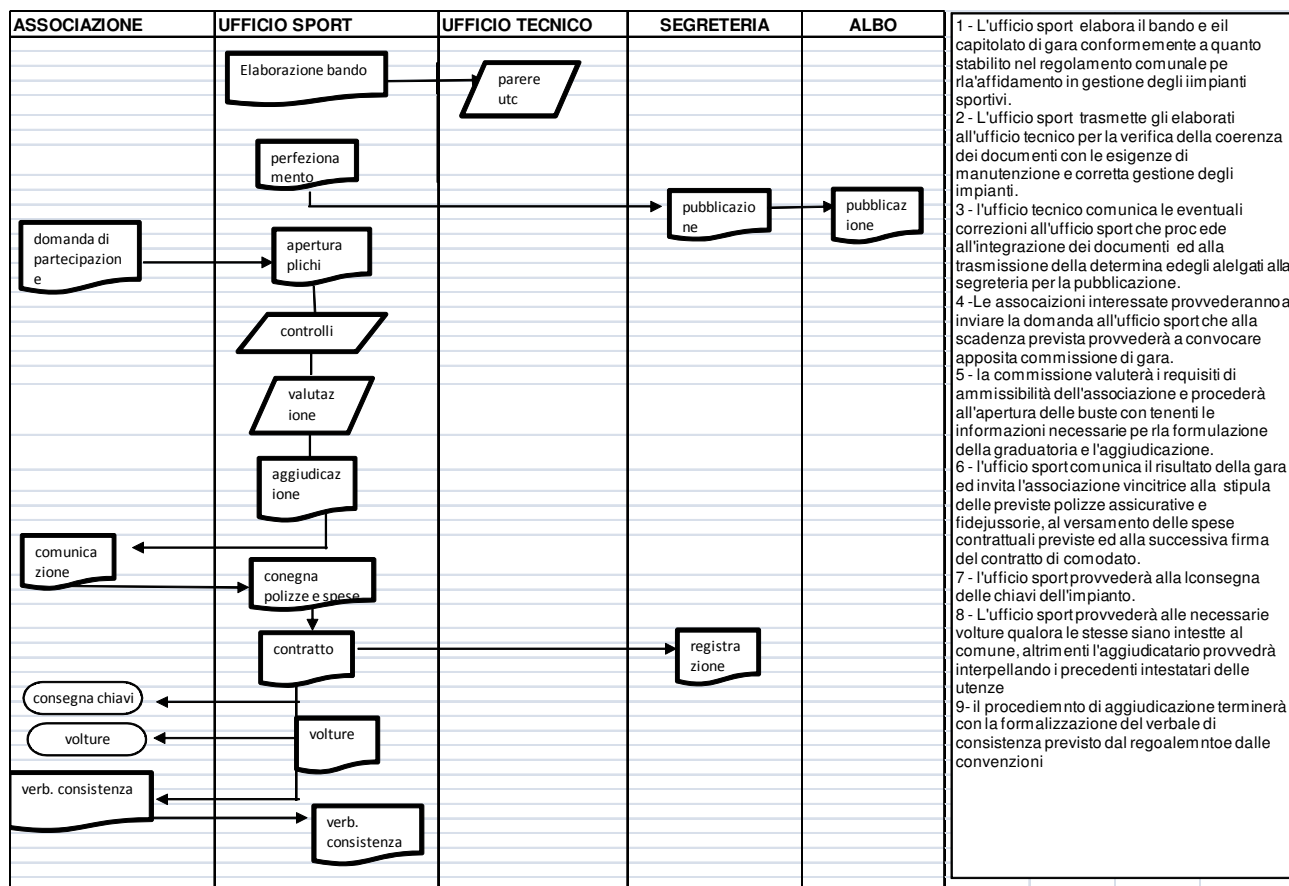 ASSOCIAZIONE
UFFICIO SPORT
UFFICIO TECNICO
SEGRETERIA
ALBO
Elaborazione bando
parere
utc
perfeziona
mento
pubblicazio
ne
pubblicaz
ione
domanda di
partecipazion
e
apertura
plichi
controlli
valutaz
ione
aggiudicaz
ione
comunica
zione
conegna
polizze e spese
contratto
registra
zione
consegna chiavi
volture
volture
verb. consistenza
verb.
consistenza
1 - L'ufficio sport elabora il bando e eil
capitolato di gara conformemente a quanto
stabilito nel regolamento comunale pe
rla'affidamento in gestione degli iimpianti
sportivi.
2 - L'ufficio sport trasmette gli elaborati
all'ufficio tecnico per la verifica della coerenza
dei documenti con le esigenze di
manutenzione e corretta gestione degli
impianti.
3 - l'ufficio tecnico comunica le eventuali
correzioni all'ufficio sport che proc ede
all'integrazione dei documenti ed alla
trasmissione della determina edegli alelgati alla
segreteria per la pubblicazione.
4 -Le assocaizioni interessate provvederanno a
inviare la domanda all'ufficio sport che alla
scadenza prevista provvederà a convocare
apposita commissione di gara.
5 - la commissione valuterà i requisiti di
ammissibilità dell'associazione e procederà
all'apertura delle buste con tenenti le
informazioni necessarie pe rla formulazione
della graduatoria e l'aggiudicazione.
6 - l'ufficio sport comunica il risultato della gara
ed invita l'associazione vincitrice alla stipula
delle previste polizze assicurative e
fidejussorie, al versamento delle spese
contrattuali previste ed alla successiva firma
del contratto di comodato.
7 - l'ufficio sport provvederà alla lconsegna
delle chiavi dell'impianto.
8 - L'ufficio sport provvederà alle necessarie
volture qualora le stesse siano intestte al
comune, altrimenti l'aggiudicatario provvedrà
interpellando i precedenti intestatari delle
utenze
9- il procediemnto di aggiudicazione terminerà
con la formalizzazione del verbale di
consistenza previsto dal regoalemntoe dalle
convenzioni